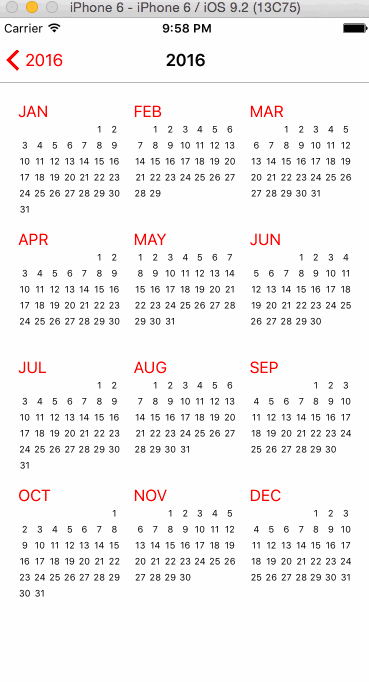 iPhone 6 - iPhone 6 / iOS 9.2 (13C75)
Carrier 9:58 PM
2016 2016
JAN FEB MAR
1 2 1 2 3 4 5 6 1 2 3 4 5
3 4 5 6 7 8 9 7 8 9 10 11 12 13 6 7 8 9 10 11 12
10 11 12 13 14 15 16 14 15 16 17 18 19 20 13 14 15 16 17 18 19
17 18 19 20 21 22 23 21 22 23 24 25 26 27 20 21 22 23 24 25 26
24 25 26 27 28 29 30 28 29 27 28 29 30 31
31
APR MAY JUN
1 2 1 2 3 4 5 6 7 1 2 3 4
3 4 5 6 7 8 9 8 9 10 11 12 13 14 5 6 7 8 9 10 11
10 11 12 13 14 15 16 15 16 17 18 19 20 21 12 13 14 15 16 17 18
17 18 19 20 21 22 23 22 23 24 25 26 27 28 19 20 21 22 23 24 25
24 25 26 27 28 29 30 29 30 31 26 27 28 29 30
JUL AUG SEP
1 2 1 2 3 4 5 6 1 2 3
3 4 5 6 7 8 9 7 8 9 10 11 12 13 4 5 6 7 8 9 10
10 11 12 13 14 15 16 14 15 16 17 18 19 20 11 12 13 14 15 16 17
17 18 19 20 21 22 23 21 22 23 24 25 26 27 18 19 20 21 22 23 24
24 25 26 27 28 29 30 28 29 30 31 25 26 27 28 29 30
31
OCT NOV DEC
1 1 2 3 4 5 1 2 3
2 3 4 5 6 7 8 6 7 8 9 10 11 12 4 5 6 7 8 9 10
9 10 11 12 13 14 15 13 14 15 16 17 18 19 11 12 13 14 15 16 17
16 17 18 19 20 21 22 20 21 22 23 24 25 26 18 19 20 21 22 23 24
23 24 25 26 27 28 29 27 28 29 30 25 26 27 28 29 30 31
30 31